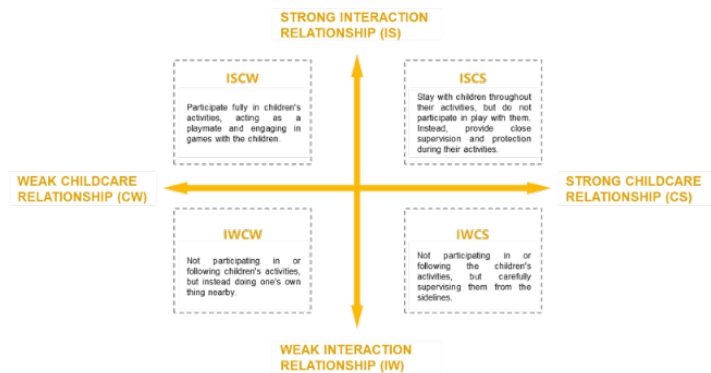 STRONG INTERACTION
RELATIONSHIP (IS)
ISCW
Participate fully in children's
activities, acting as a
playmate and engaging in
games with the children.
ISCS
Stay with children throughout
their activities, but do not
participate in play with them.
Instead, provide close
supervision and protection
during their activities.
WEAK CHILDCARE
RELATIONSHIP (CW)
STRONG CHILDCARE
RELATIONSHIP (CS)
IWCW
Not participating in or
following children's activities,
but instead doing one's own
thing nearby.
IWCS
Not participating in or
following the children's
activities, but carefully
supervising them from the
sidelines.
WEAK INTERACTION
RELATIONSHIP (IW)